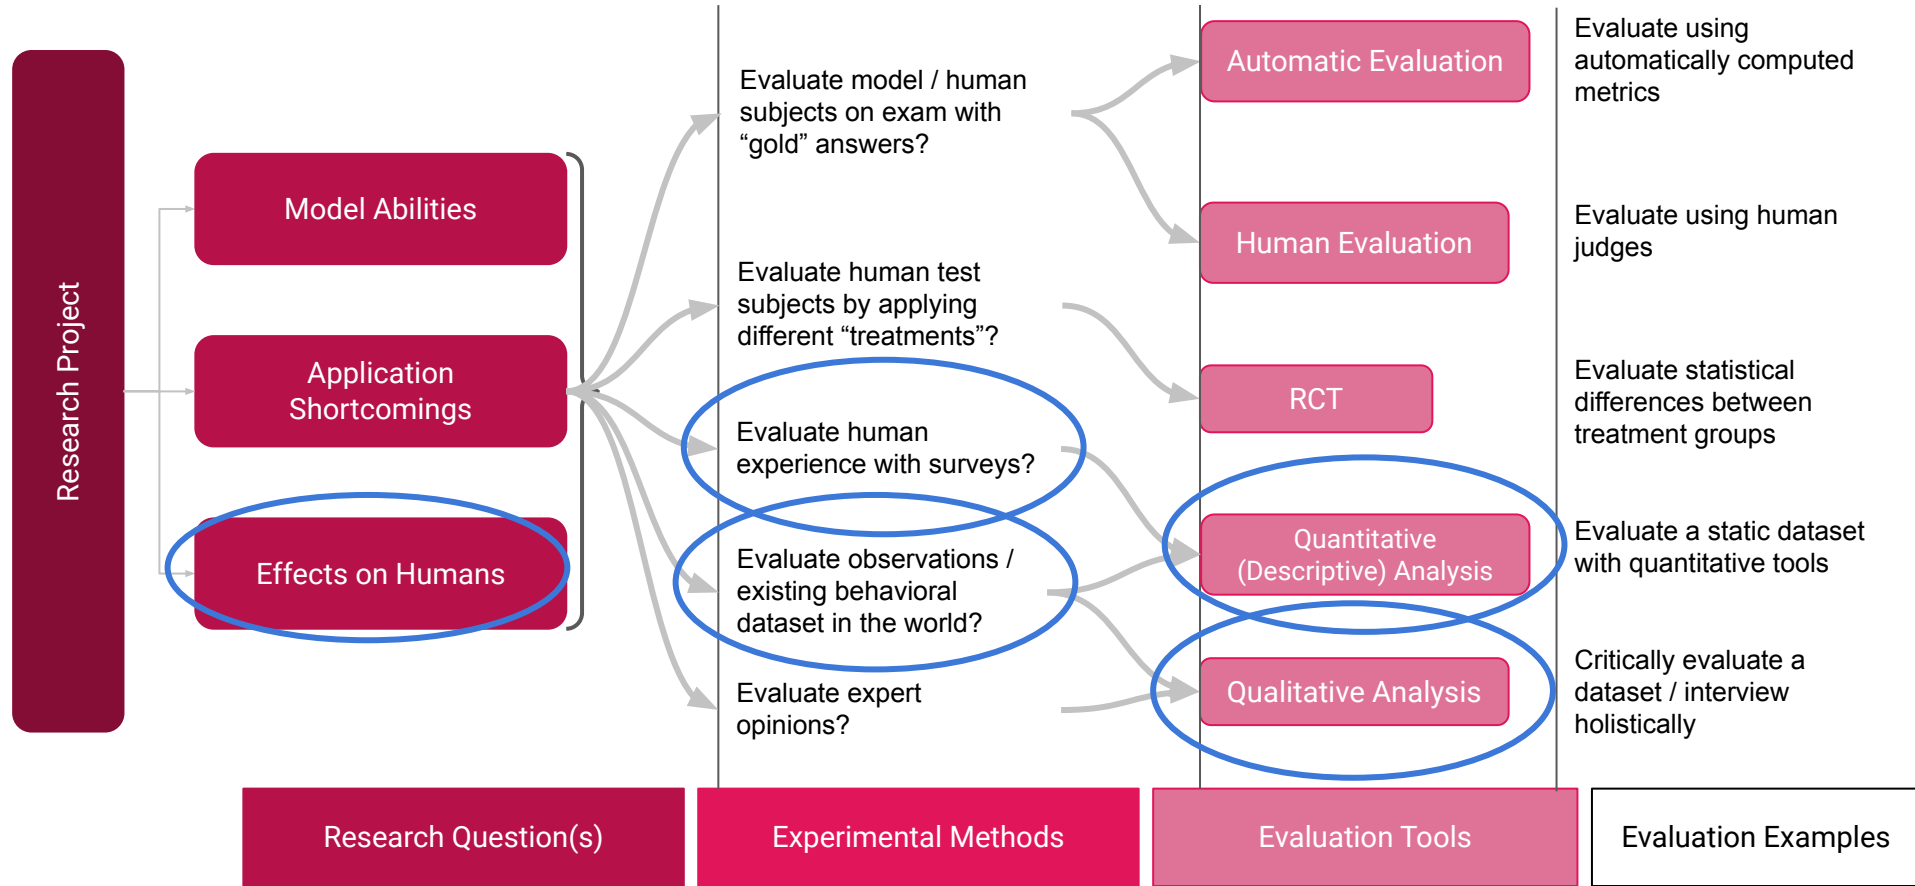 Research Project
Model Abilities
Application
Shortcomings
Effects on Humans
Evaluate model / human
subjects on exam with
“gold” answers?
Evaluate human test
subjects by applying
different “treatments”?
Evaluate human
experience with surveys?
Evaluate observations /
existing behavioral
dataset in the world?
Evaluate expert
opinions?
Automatic Evaluation
Human Evaluation
RCT
Quantitative
(Descriptive) Analysis
Qualitative Analysis
Evaluate using
automatically computed
metrics
Evaluate using human
judges
Evaluate statistical
differences between
treatment groups
Evaluate a static dataset
with quantitative tools
Critically evaluate a
dataset / interview
holistically
Research Question(s)
Experimental Methods
Evaluation Tools
Evaluation Examples